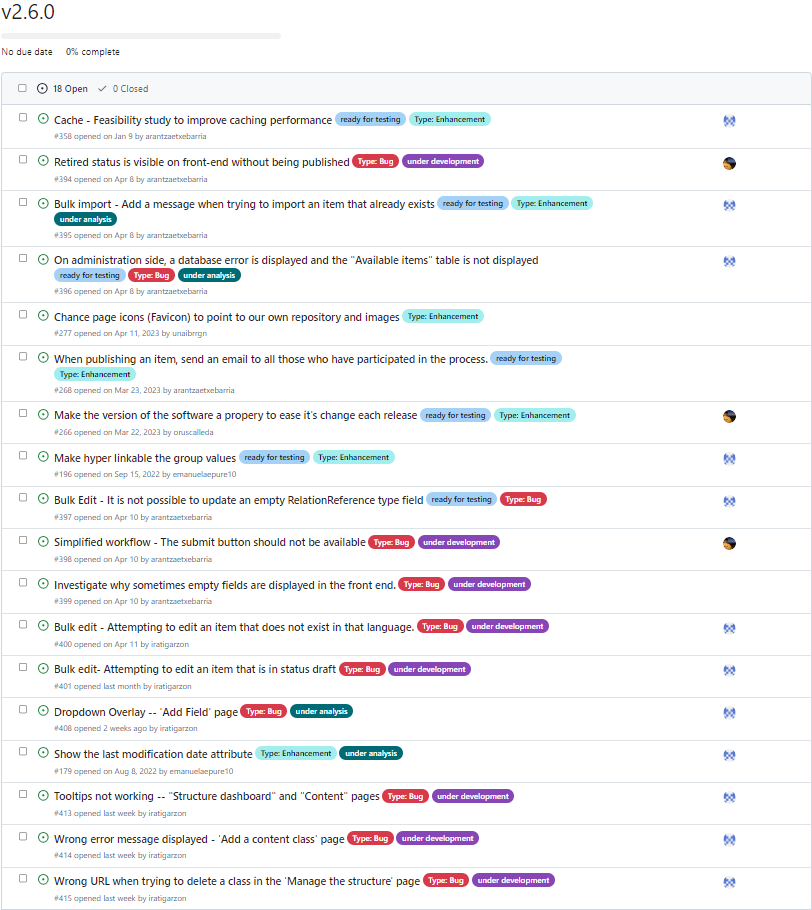 v2.6.0
No due date 0% complete
18 Open 0 Closed
Cache - Feasibility study to improve caching performance ready for testing Type: Enhancement
#358 opened on Jan 9 by arantzaetxebarria
Retired status is visible on front-end without being published Type: Bug under development
#394 opened on Apr 8 by arantzaetxebarria
Bulk import - Add a message when trying to import an item that already exists ready for testing Type: Enhancement
under analysis
#395 opened on Apr 8 by arantzaetxebarria
On administration side, a database error is displayed and the "Available items" table is not displayed
ready for testing Type: Bug under analysis
#396 opened on Apr 8 by arantzaetxebarria
Chance page icons (Favicon) to point to our own repository and images Type: Enhancement
#277 opened on Apr 11, 2023 by unaibrrgn
When publishing an item, send an email to all those who have participated in the process. ready for testing
Type: Enhancement
#268 opened on Mar 23, 2023 by arantzaetxebarria
Make the version of the software a propery to ease it's change each release ready for testing Type: Enhancement
#266 opened on Mar 22, 2023 by oruscalleda
Make hyper linkable the group values ready for testing Type: Enhancement
#196 opened on Sep 15, 2022 by emanuelaepure10
Bulk Edit - It is not possible to update an empty RelationReference type field ready for testing Type: Bug
#397 opened on Apr 10 by arantzaetxebarria
Simplified workflow - The submit button should not be available Type: Bug under development
#398 opened on Apr 10 by arantzaetxebarria
Investigate why sometimes empty fields are displayed in the front end. Type: Bug under development
#399 opened on Apr 10 by arantzaetxebarria
Bulk edit - Attempting to edit an item that does not exist in that language. Type: Bug under development
#400 opened on Apr 11 by iratigarzon
Bulk edit- Attempting to edit an item that is in status draft Type: Bug under development
#401 opened last month by iratigarzon
Dropdown Overlay -- 'Add Field' page Type: Bug under analysis
#408 opened 2 weeks ago by iratigarzon
Show the last modification date attribute Type: Enhancement under analysis
#179 opened on Aug 8, 2022 by emanuelaepure10
Tooltips not working -- "Structure dashboard" and "Content" pages Type: Bug under development
#413 opened last week by iratigarzon
Wrong error message displayed - 'Add a content class' page Type: Bug under development
#414 opened last week by iratigarzon
Wrong URL when trying to delete a class in the 'Manage the structure' page Type: Bug under development
#415 opened last week by iratigarzon